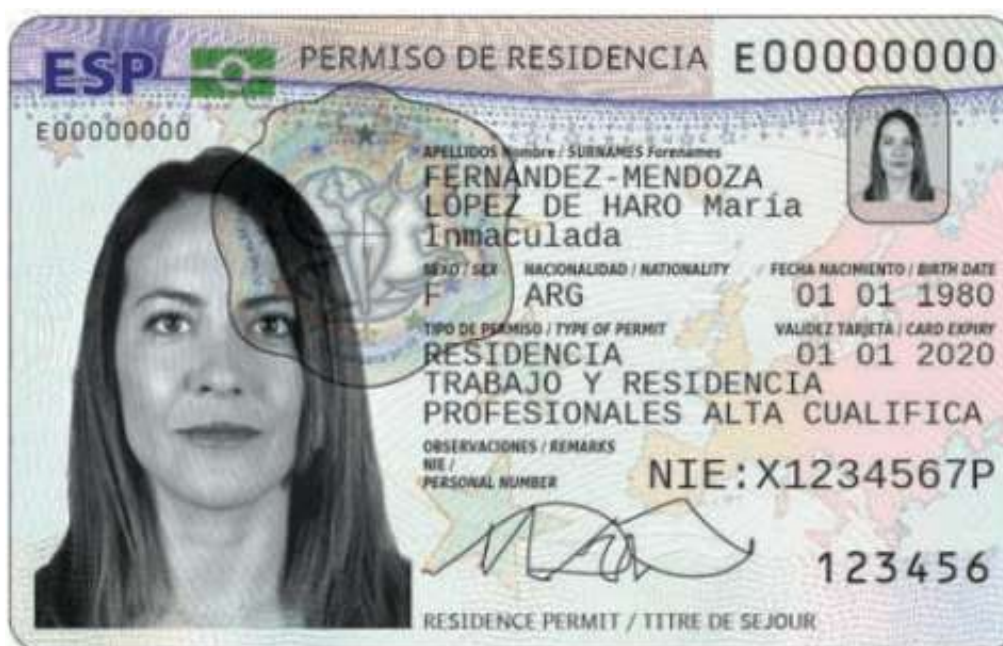 ESP PERMISO DE RESIDENCIA E00000000
E00000000
APELLIDOS Nombre / SURNAMES Forenames
FERNÁNDEZ-MENDOZA
LÓPEZ DE HARO María
Inmaculada
SEXO / SEX NACIONALIDAD / NATIONALITY FECHA NACIMIENTO / BIRTH DATE
F ARG 01 01 1980
TIPO DE PERMISO / TYPE OF PERMIT VALIDEZ TARJETA / CARD EXPIRY
RESIDENCIA 01 01 2020
TRABAJO Y RESIDENCIA
PROFESIONALES ALTA CUALIFICA
OBSERVACIONES / REMARKS
NIE /
PERSONAL NUMBER
NIE:X1234567P
123456
RESIDENCE PERMIT / TITRE DE SEJOUR